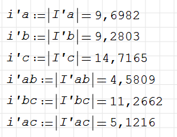 i'a:=|I'a|=9,6982
i'b:=|I'b|=9,2803
i'c:=|I'c|=14,7165
i'ab:=|I'ab|=4,5809
i'bc:=|I'bc|=11,2662
i'ac:=|I'ac|=5,1216